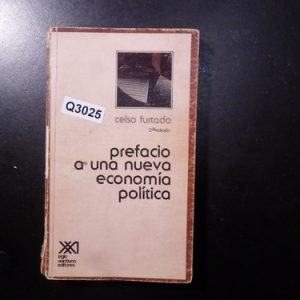 Q3025
celso furtado
2ª edición
prefacio
a una nueva
economía
política
siglo
veintiuno
editores